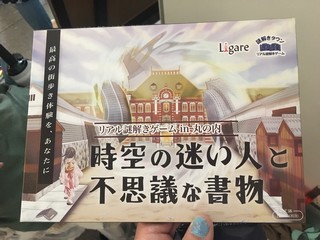 最高の街歩き体験を、あなたに
Ligare
謎解きタウン
リアル謎解きゲーム
リアル謎解きゲーム in 丸の内
時空の迷い人と
不思議な書物